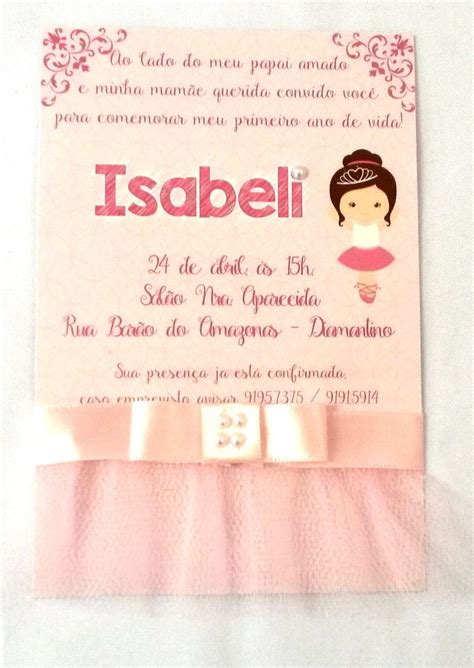 Ao lado do meu papai amado
e minha mamãe querida convido você
para comemorar meu primeiro ano de vida!
Isabeli
24 de abril, às 15h,
Salão Nra Aparecida
Rua Barão do Amazonas - Diamantino
Sua presença ja está confirmada,
caso emprevista avisar 91957375 / 91915914